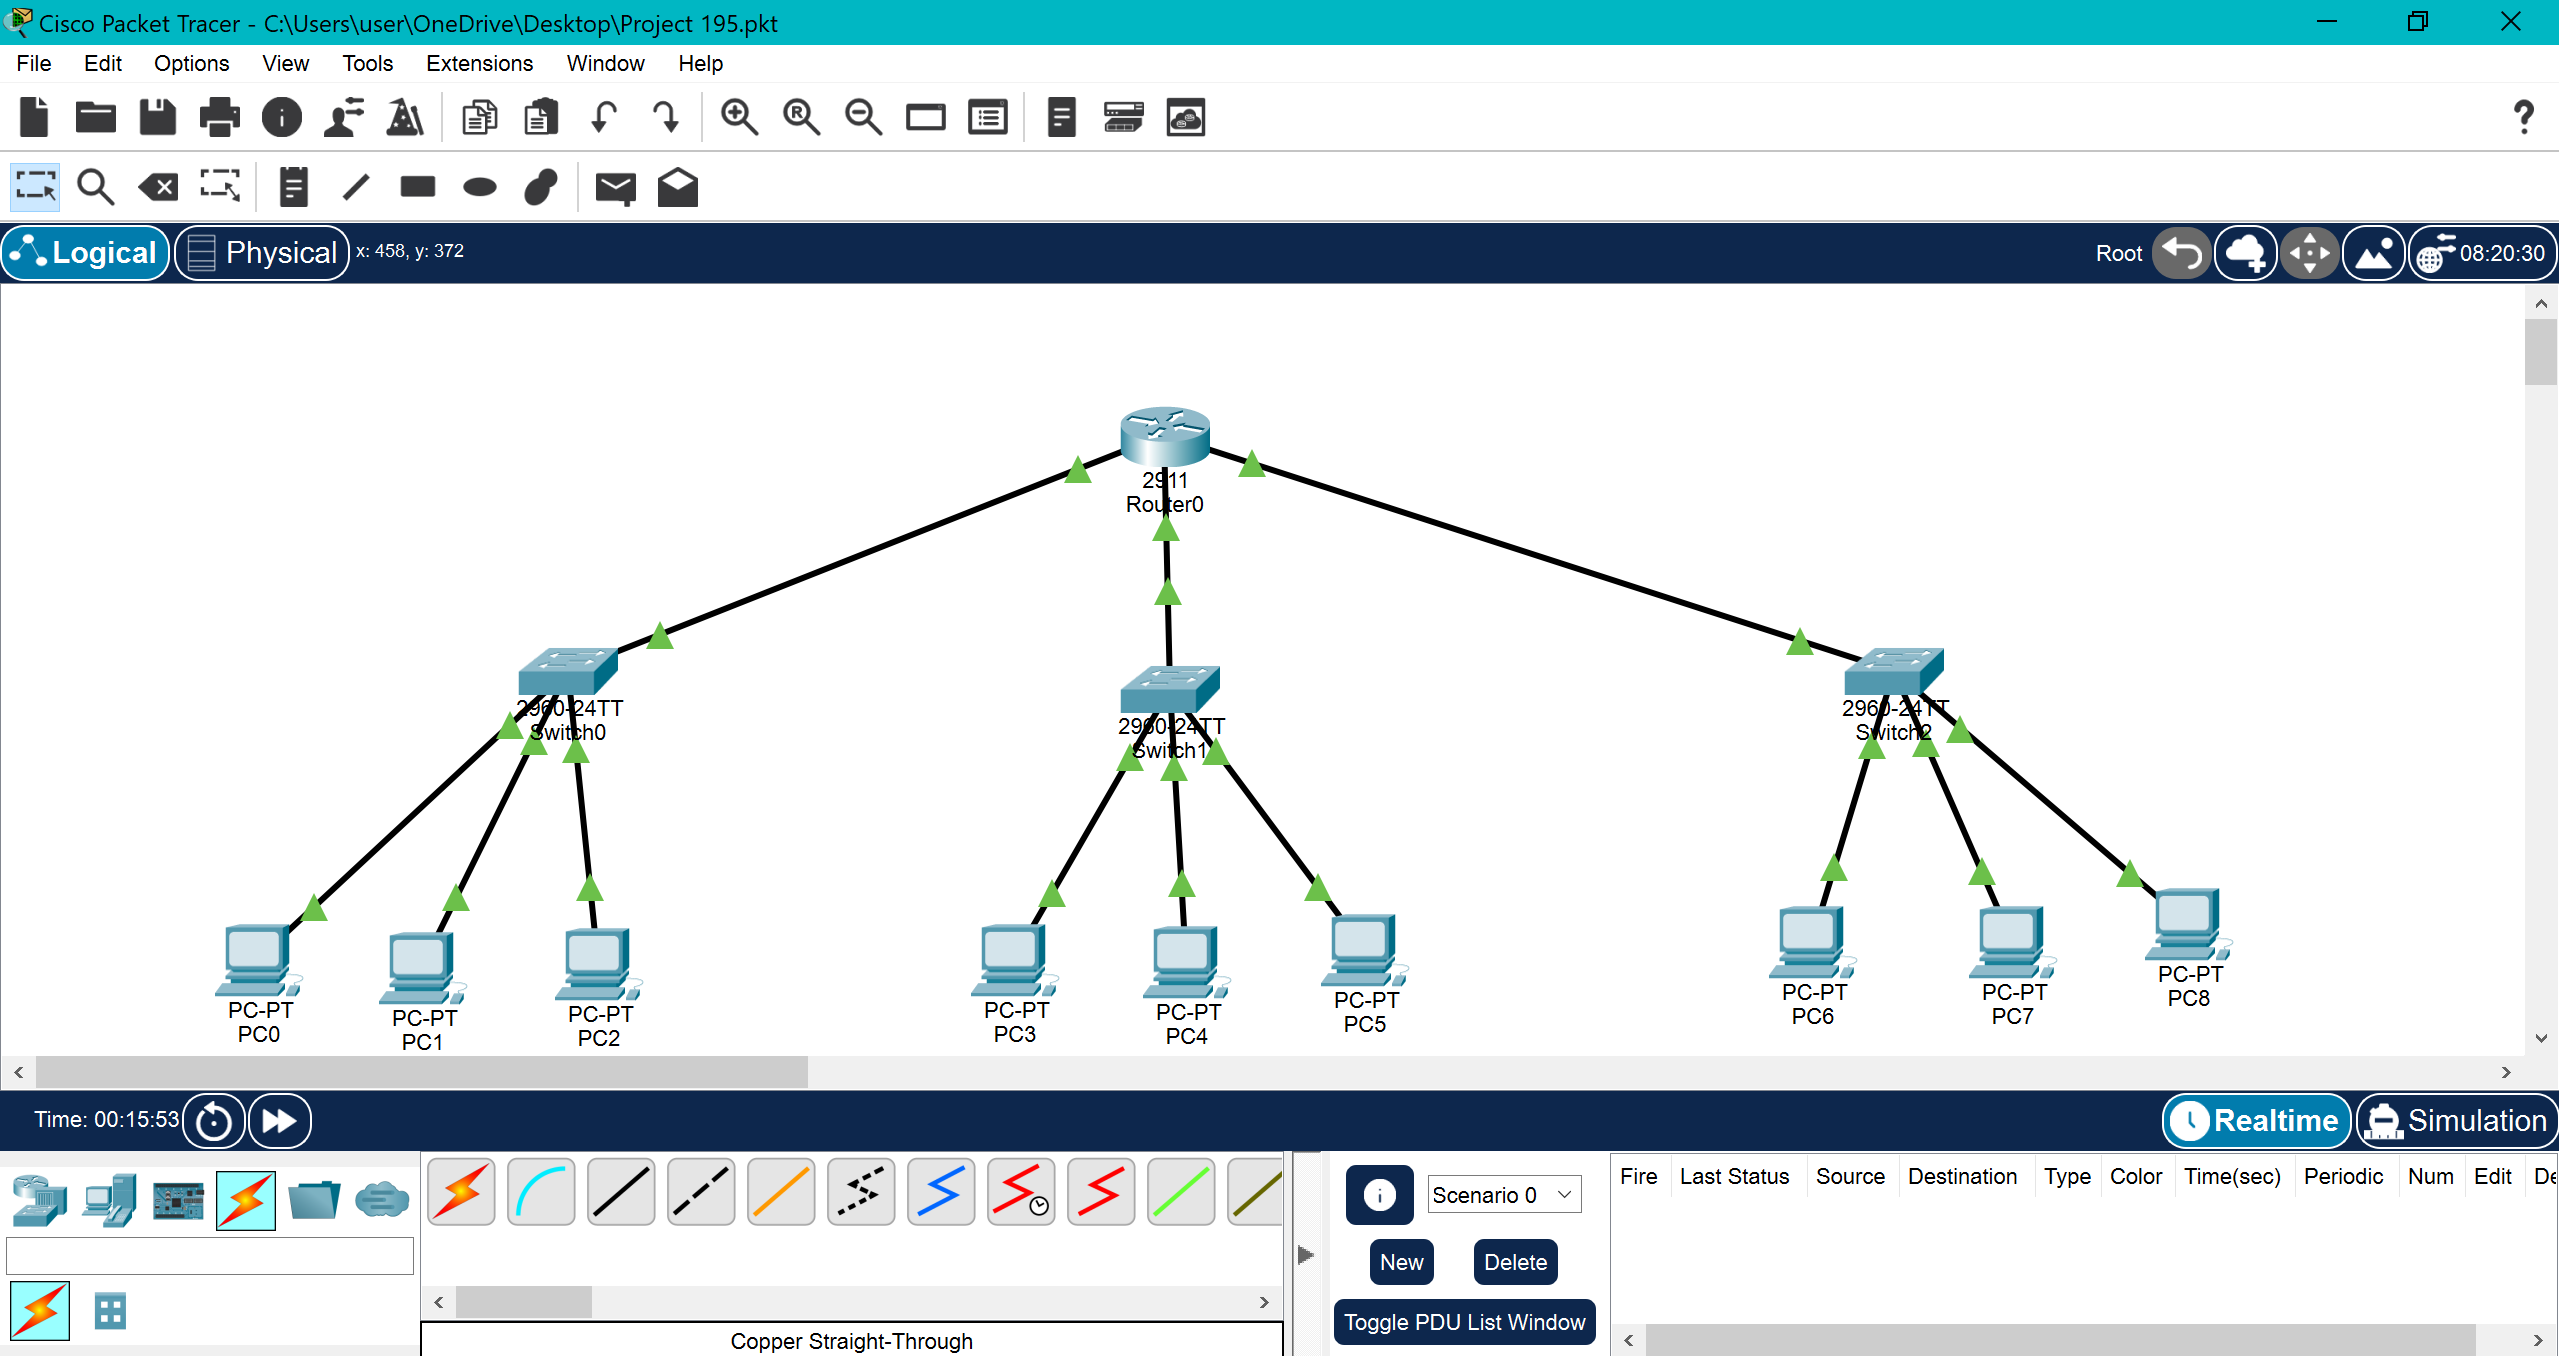 Cisco Packet Tracer - C:\Users\user\OneDrive\Desktop\Project 195.pkt
File Edit Options View Tools Extensions Window Help
Logical Physical x: 458, y: 372 Root 08:20:30
2911
Router0
2960-24TT
Switch0
2960-24TT
Switch1
2960-24TT
Switch2
PC-PT
PC0
PC-PT
PC1
PC-PT
PC2
PC-PT
PC3
PC-PT
PC4
PC-PT
PC5
PC-PT
PC6
PC-PT
PC7
PC-PT
PC8
Time: 00:15:53 Realtime Simulation
Scenario 0
New Delete
Toggle PDU List Window
Fire Last Status Source Destination Type Color Time(sec) Periodic Num Edit De
Copper Straight-Through